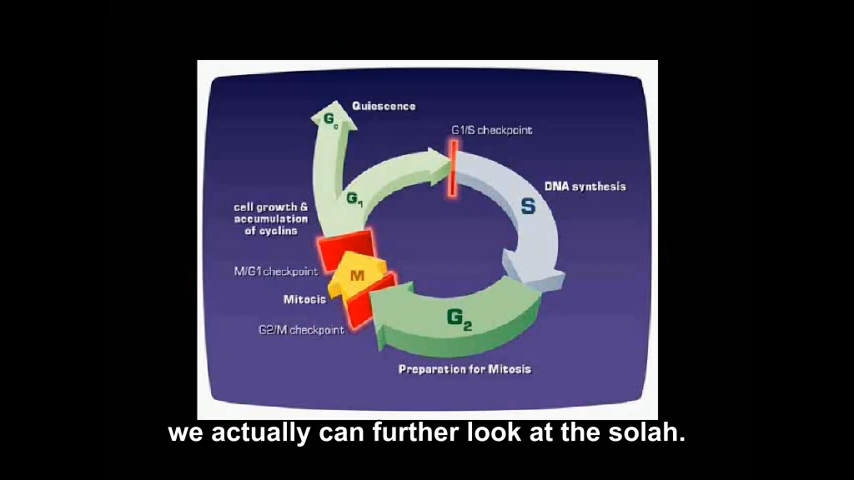 G₀
Quiescence
G1/S checkpoint
DNA synthesis
G₁
S
cell growth &
accumulation
of cyclins
M/G1 checkpoint
M
Mitosis
G2/M checkpoint
G₂
Preparation for Mitosis
we actually can further look at the solah.